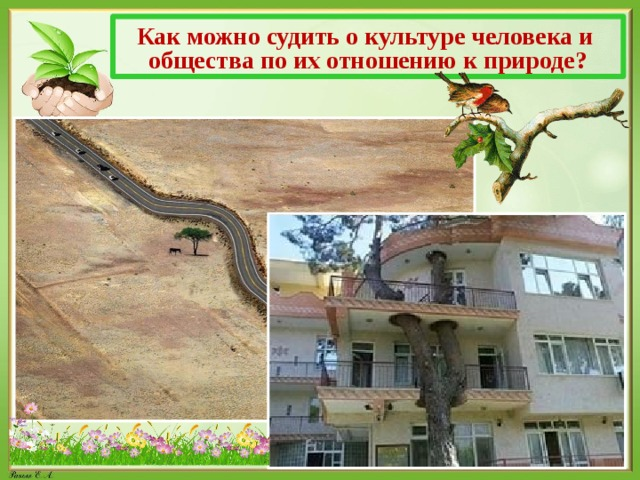 Как можно судить о культуре человека и
общества по их отношению к природе?